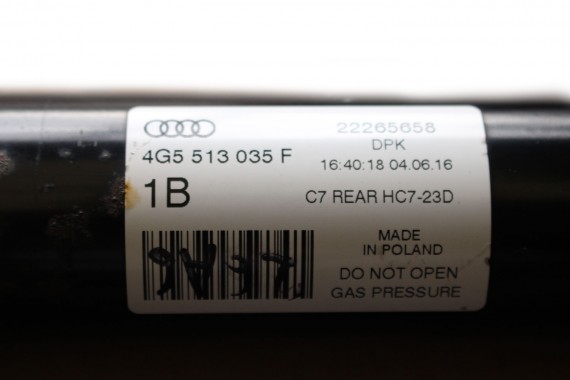 22265658
DPK
4G5 513 035 F
16:40:18 04.06.16
1B
C7 REAR HC7-23D
MADE
IN POLAND
DO NOT OPEN
GAS PRESSURE